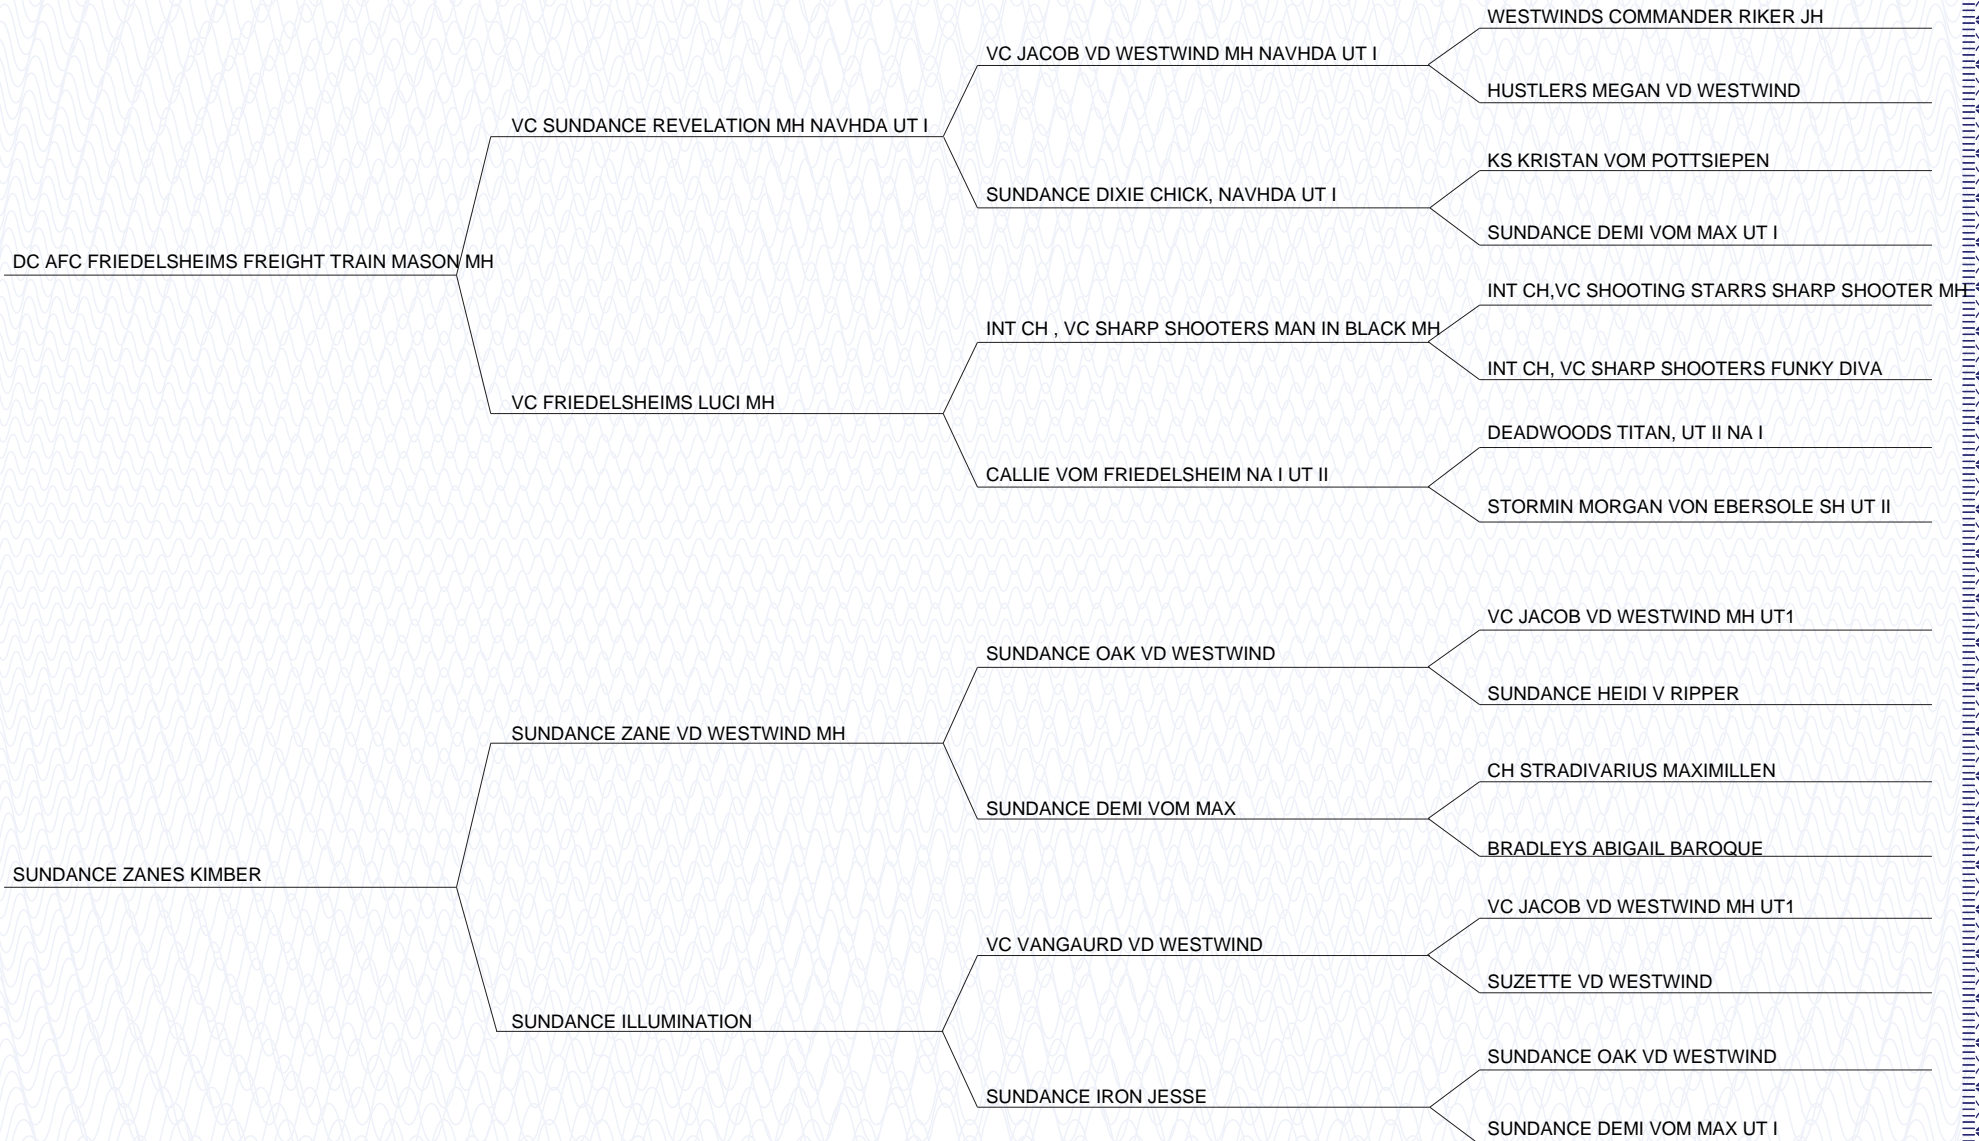 WESTWINDS COMMANDER RIKER JH
VC JACOB VD WESTWIND MH NAVHDA UT I
HUSTLERS MEGAN VD WESTWIND
VC SUNDANCE REVELATION MH NAVHDA UT I
KS KRISTAN VOM POTTSIEPEN
SUNDANCE DIXIE CHICK, NAVHDA UT I
SUNDANCE DEMI VOM MAX UT I
DC AFC FRIEDELSHEIMS FREIGHT TRAIN MASON MH
INT CH,VC SHOOTING STARRS SHARP SHOOTER MH
INT CH , VC SHARP SHOOTERS MAN IN BLACK MH
INT CH, VC SHARP SHOOTERS FUNKY DIVA
VC FRIEDELSHEIMS LUCI MH
DEADWOODS TITAN, UT II NA I
CALLIE VOM FRIEDELSHEIM NA I UT II
STORMIN MORGAN VON EBERSOLE SH UT II
VC JACOB VD WESTWIND MH UT1
SUNDANCE OAK VD WESTWIND
SUNDANCE HEIDI V RIPPER
SUNDANCE ZANE VD WESTWIND MH
CH STRADIVARIUS MAXIMILLEN
SUNDANCE DEMI VOM MAX
BRADLEYS ABIGAIL BAROQUE
SUNDANCE ZANES KIMBER
VC JACOB VD WESTWIND MH UT1
VC VANGAURD VD WESTWIND
SUZETTE VD WESTWIND
SUNDANCE ILLUMINATION
SUNDANCE OAK VD WESTWIND
SUNDANCE IRON JESSE
SUNDANCE DEMI VOM MAX UT I